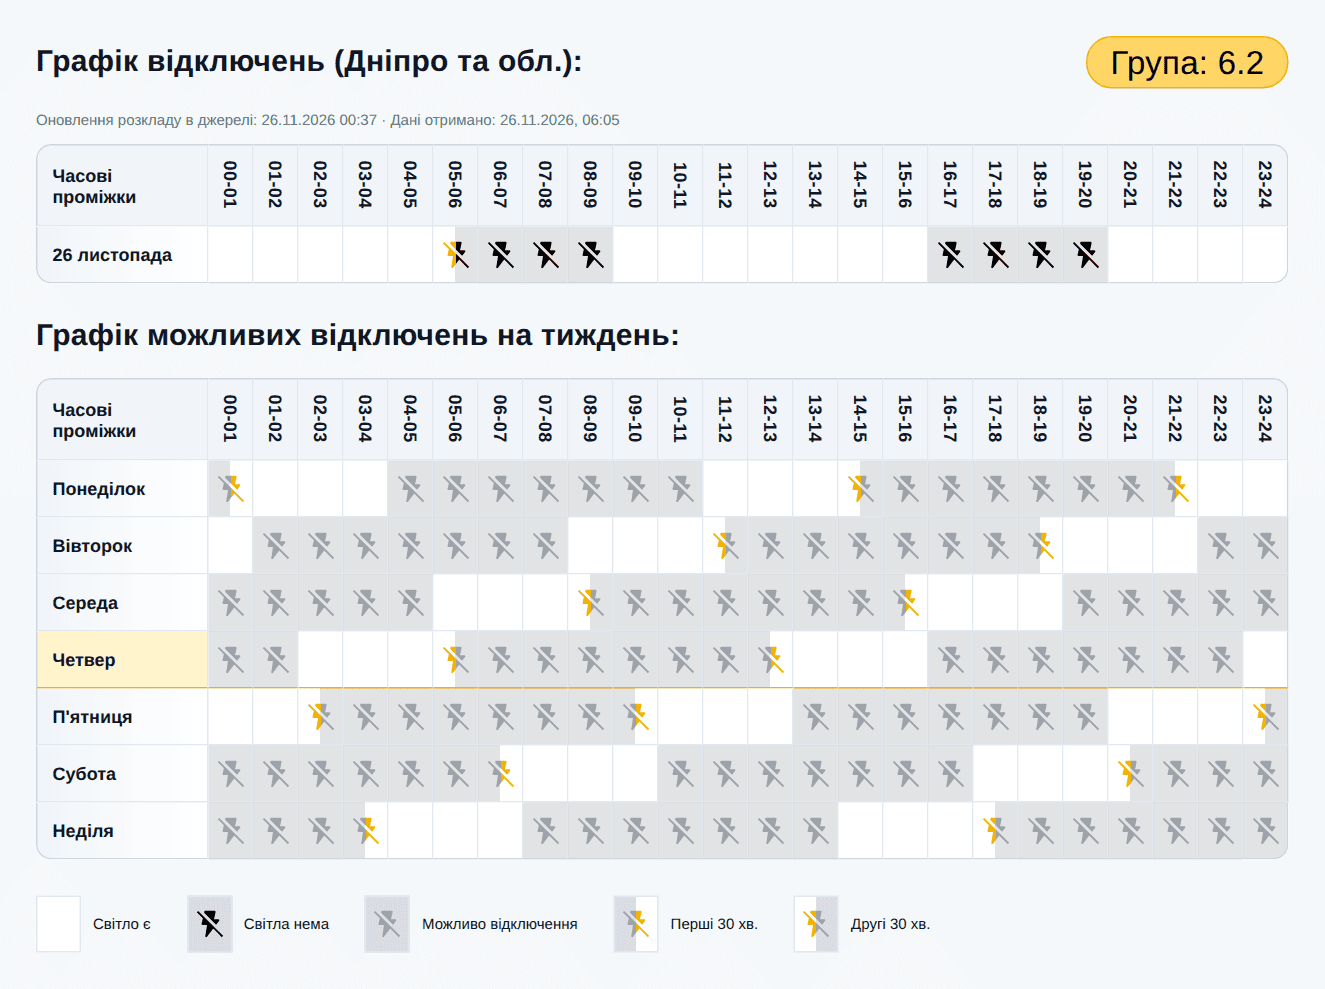 Графік відключень (Дніпро та обл.):
Група: 6.2
Оновлення розкладу в джерелі: 26.11.2026 00:37 · Дані отримано: 26.11.2026, 06:05
Часові
проміжки
00-01 01-02 02-03 03-04 04-05 05-06 06-07 07-08 08-09 09-10 10-11 11-12 12-13 13-14 14-15 15-16 16-17 17-18 18-19 19-20 20-21 21-22 22-23 23-24
26 листопада
Графік можливих відключень на тиждень:
Часові
проміжки
00-01 01-02 02-03 03-04 04-05 05-06 06-07 07-08 08-09 09-10 10-11 11-12 12-13 13-14 14-15 15-16 16-17 17-18 18-19 19-20 20-21 21-22 22-23 23-24
Понеділок
Вівторок
Середа
Четвер
П'ятниця
Субота
Неділя
Світло є
Світла нема
Можливо відключення
Перші 30 хв.
Другі 30 хв.